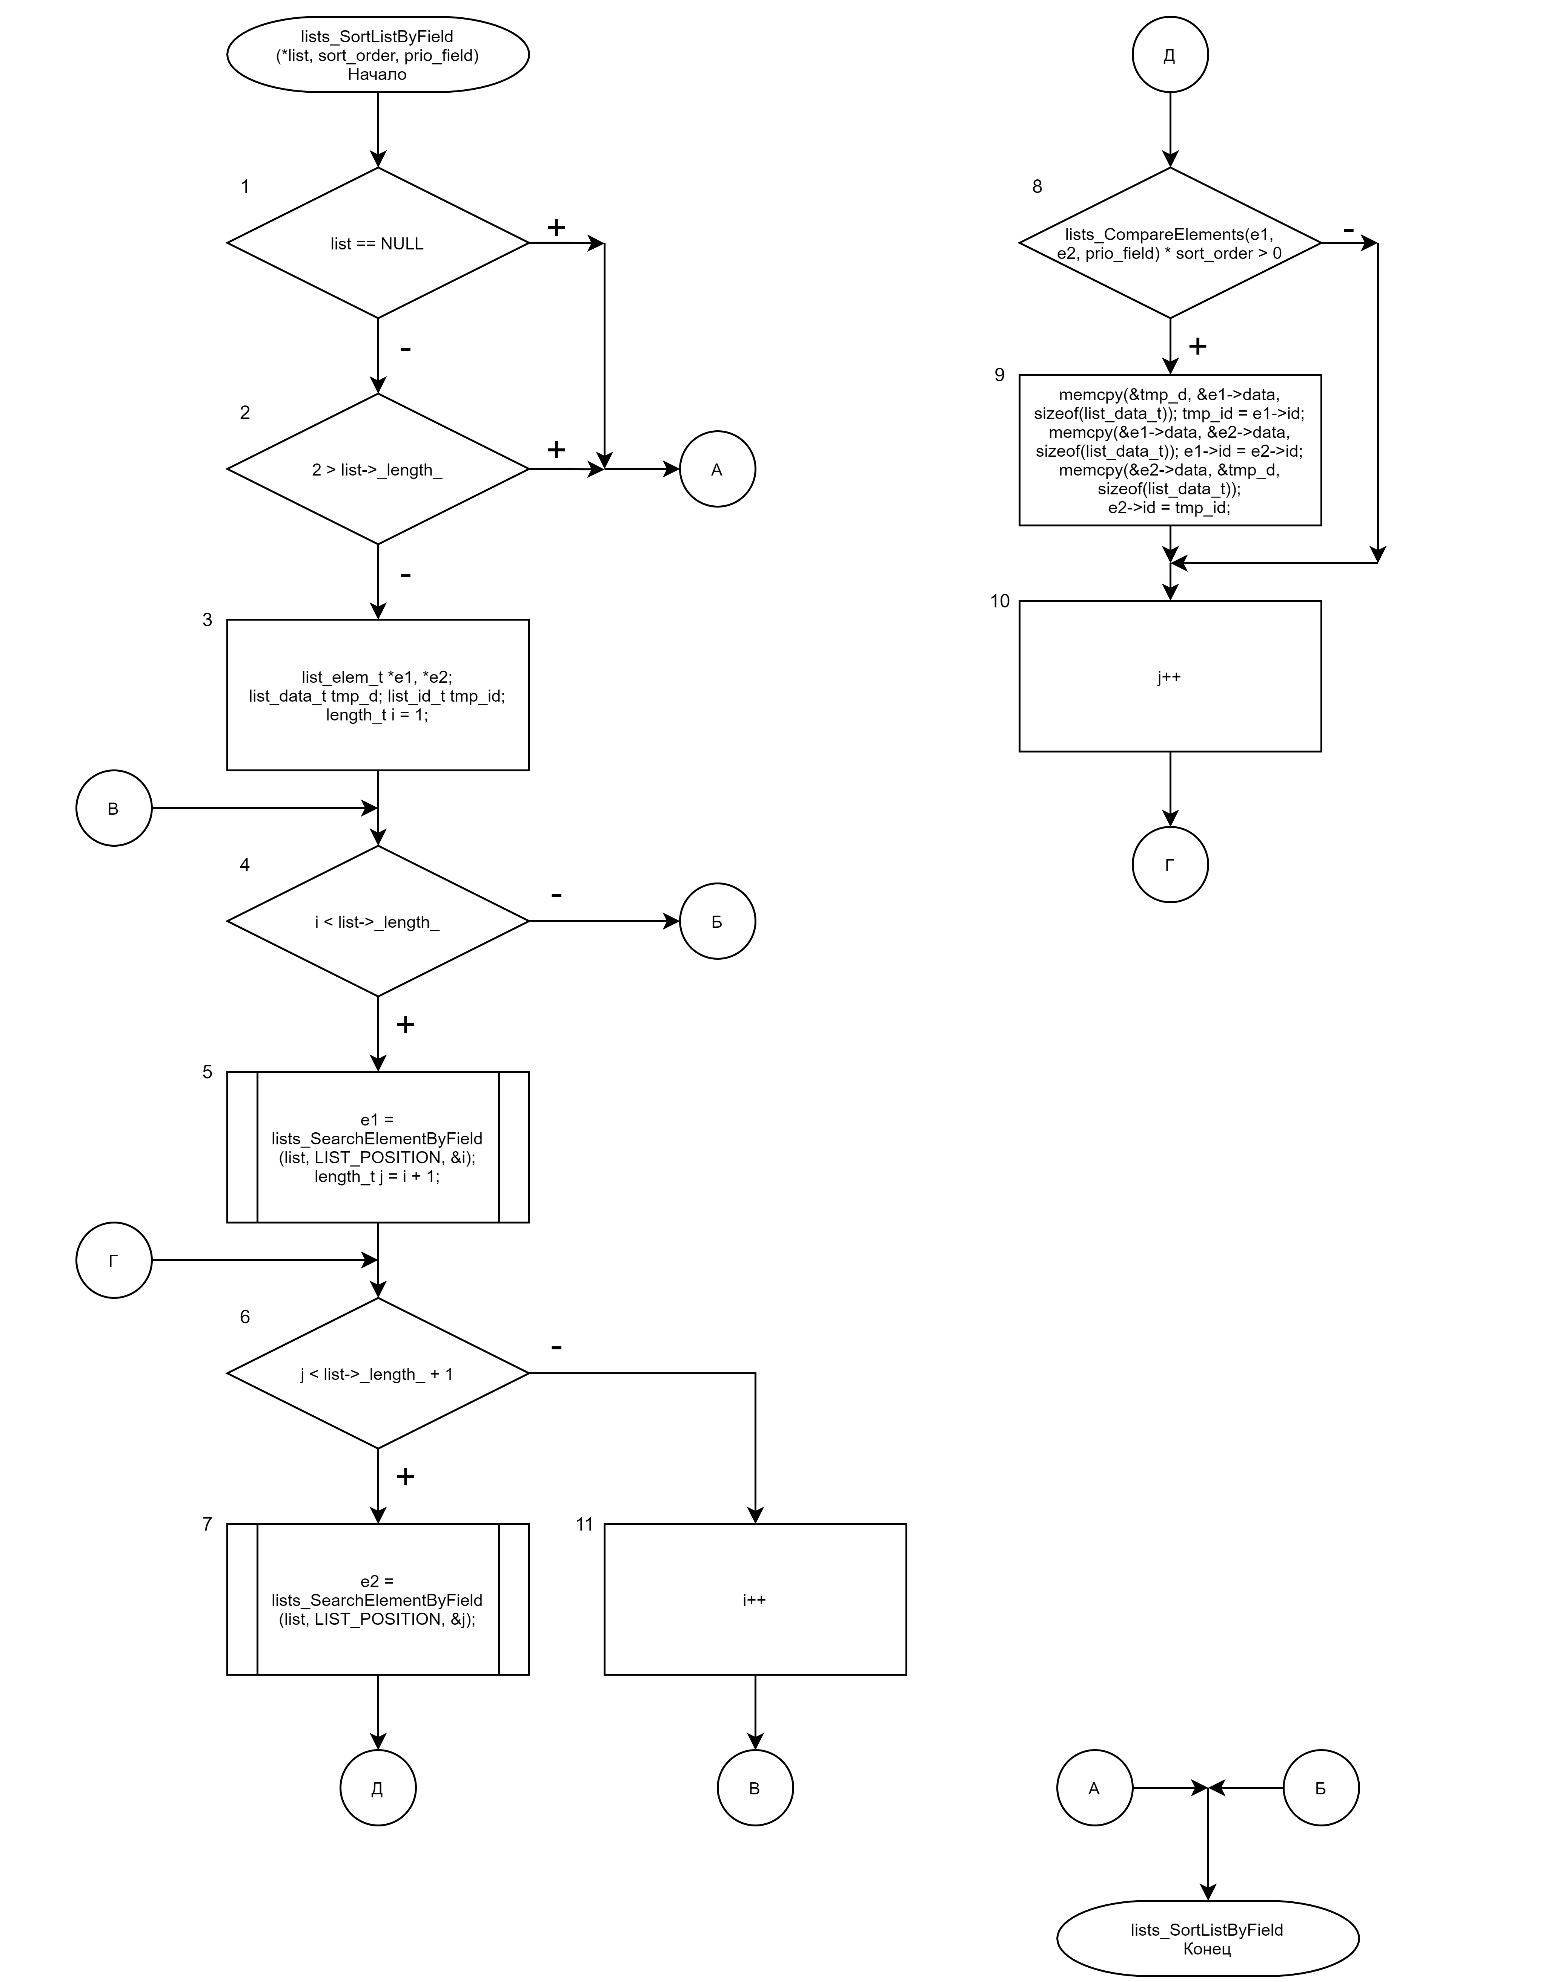 lists_SortListByField
(*list, sort_order, prio_field)
Начало
1
list == NULL
+
-
2
2 > list->_length_
+
А
-
3
list_elem_t *e1, *e2;
list_data_t tmp_d; list_id_t tmp_id;
length_t i = 1;
В
4
i < list->_length_
-
Б
+
5
e1 =
lists_SearchElementByField
(list, LIST_POSITION, &i);
length_t j = i + 1;
Г
6
j < list->_length_ + 1
-
+
7
e2 =
lists_SearchElementByField
(list, LIST_POSITION, &j);
11
i++
Д
В
Д
8
lists_CompareElements(e1,
e2, prio_field) * sort_order > 0
-
+
9
memcpy(&tmp_d, &e1->data,
sizeof(list_data_t)); tmp_id = e1->id;
memcpy(&e1->data, &e2->data,
sizeof(list_data_t)); e1->id = e2->id;
memcpy(&e2->data, &tmp_d,
sizeof(list_data_t));
e2->id = tmp_id;
10
j++
Г
А
Б
lists_SortListByField
Конец